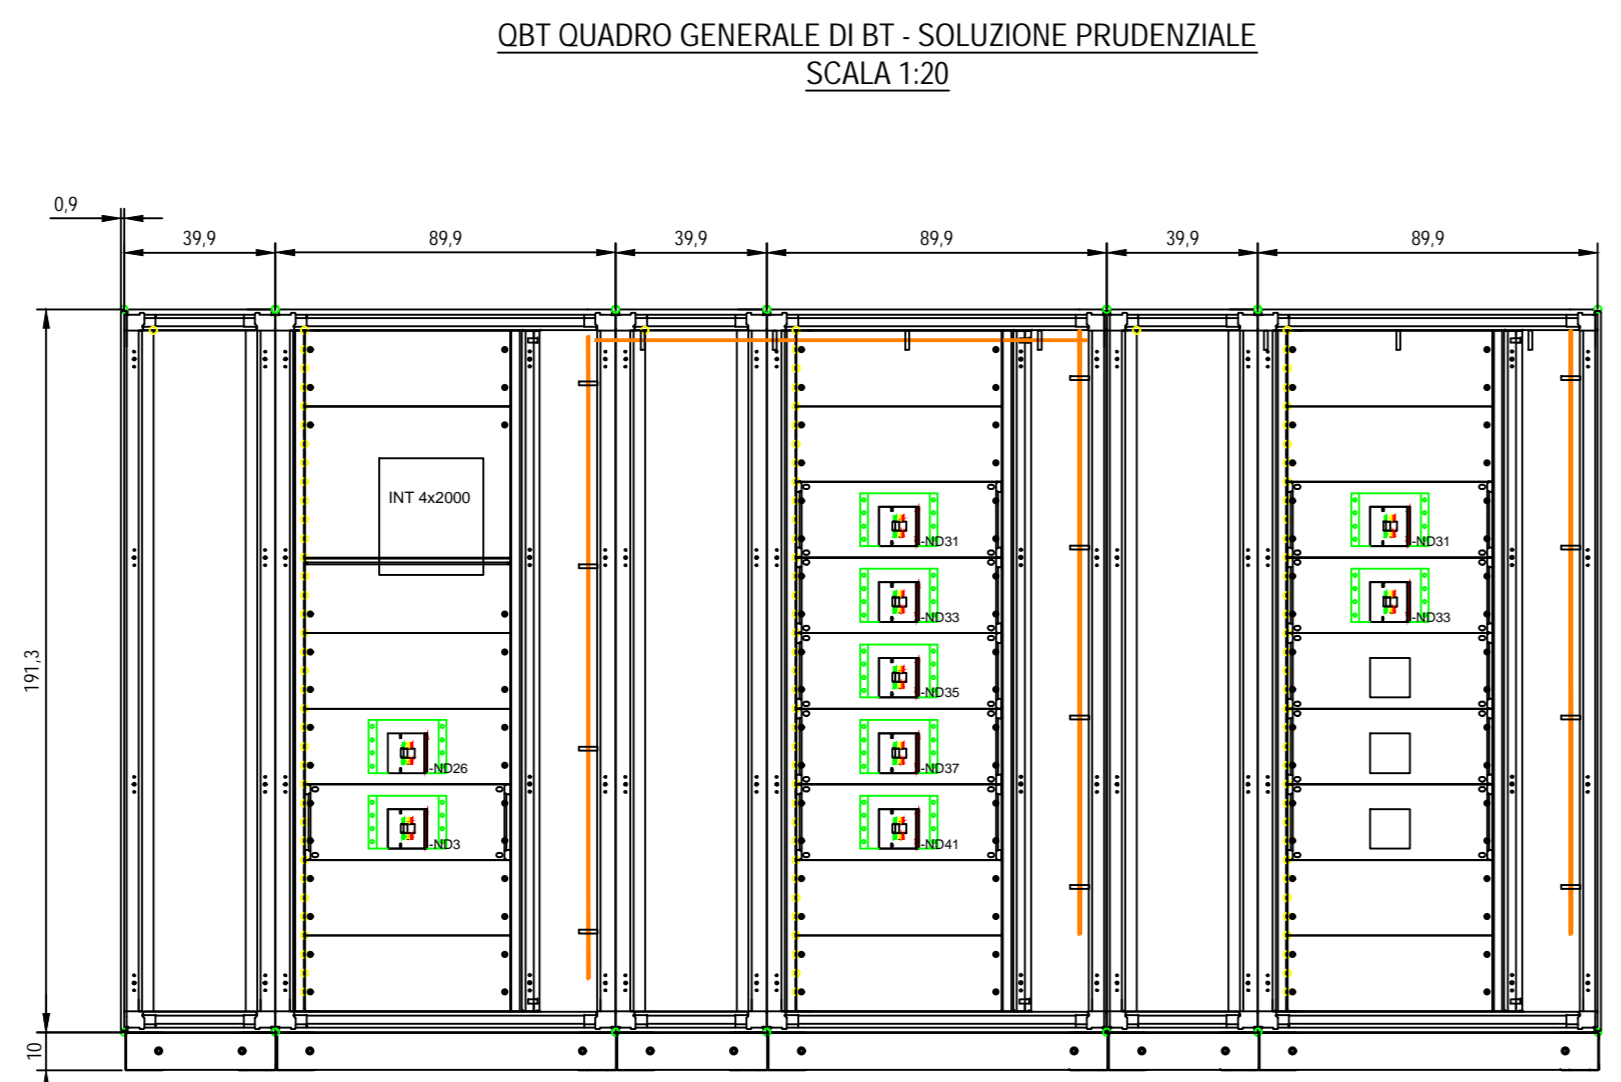 QBT QUADRO GENERALE DI BT - SOLUZIONE PRUDENZIALE
SCALA 1:20
0,9
39,9
89,9
39,9
89,9
39,9
89,9
INT 4x2000
-ND31
-ND31
-ND33
-ND33
191,3
-ND35
-ND26
-ND37
-ND3
-ND41
10